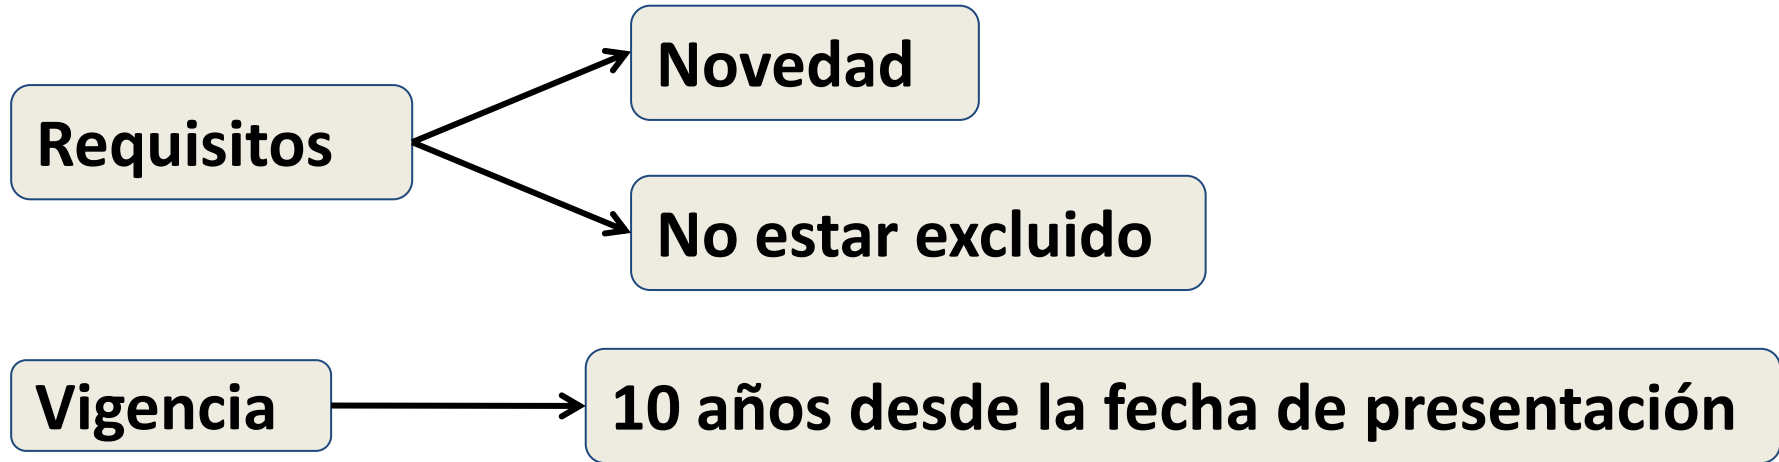 Novedad
Requisitos
No estar excluido
Vigencia
10 años desde la fecha de presentación